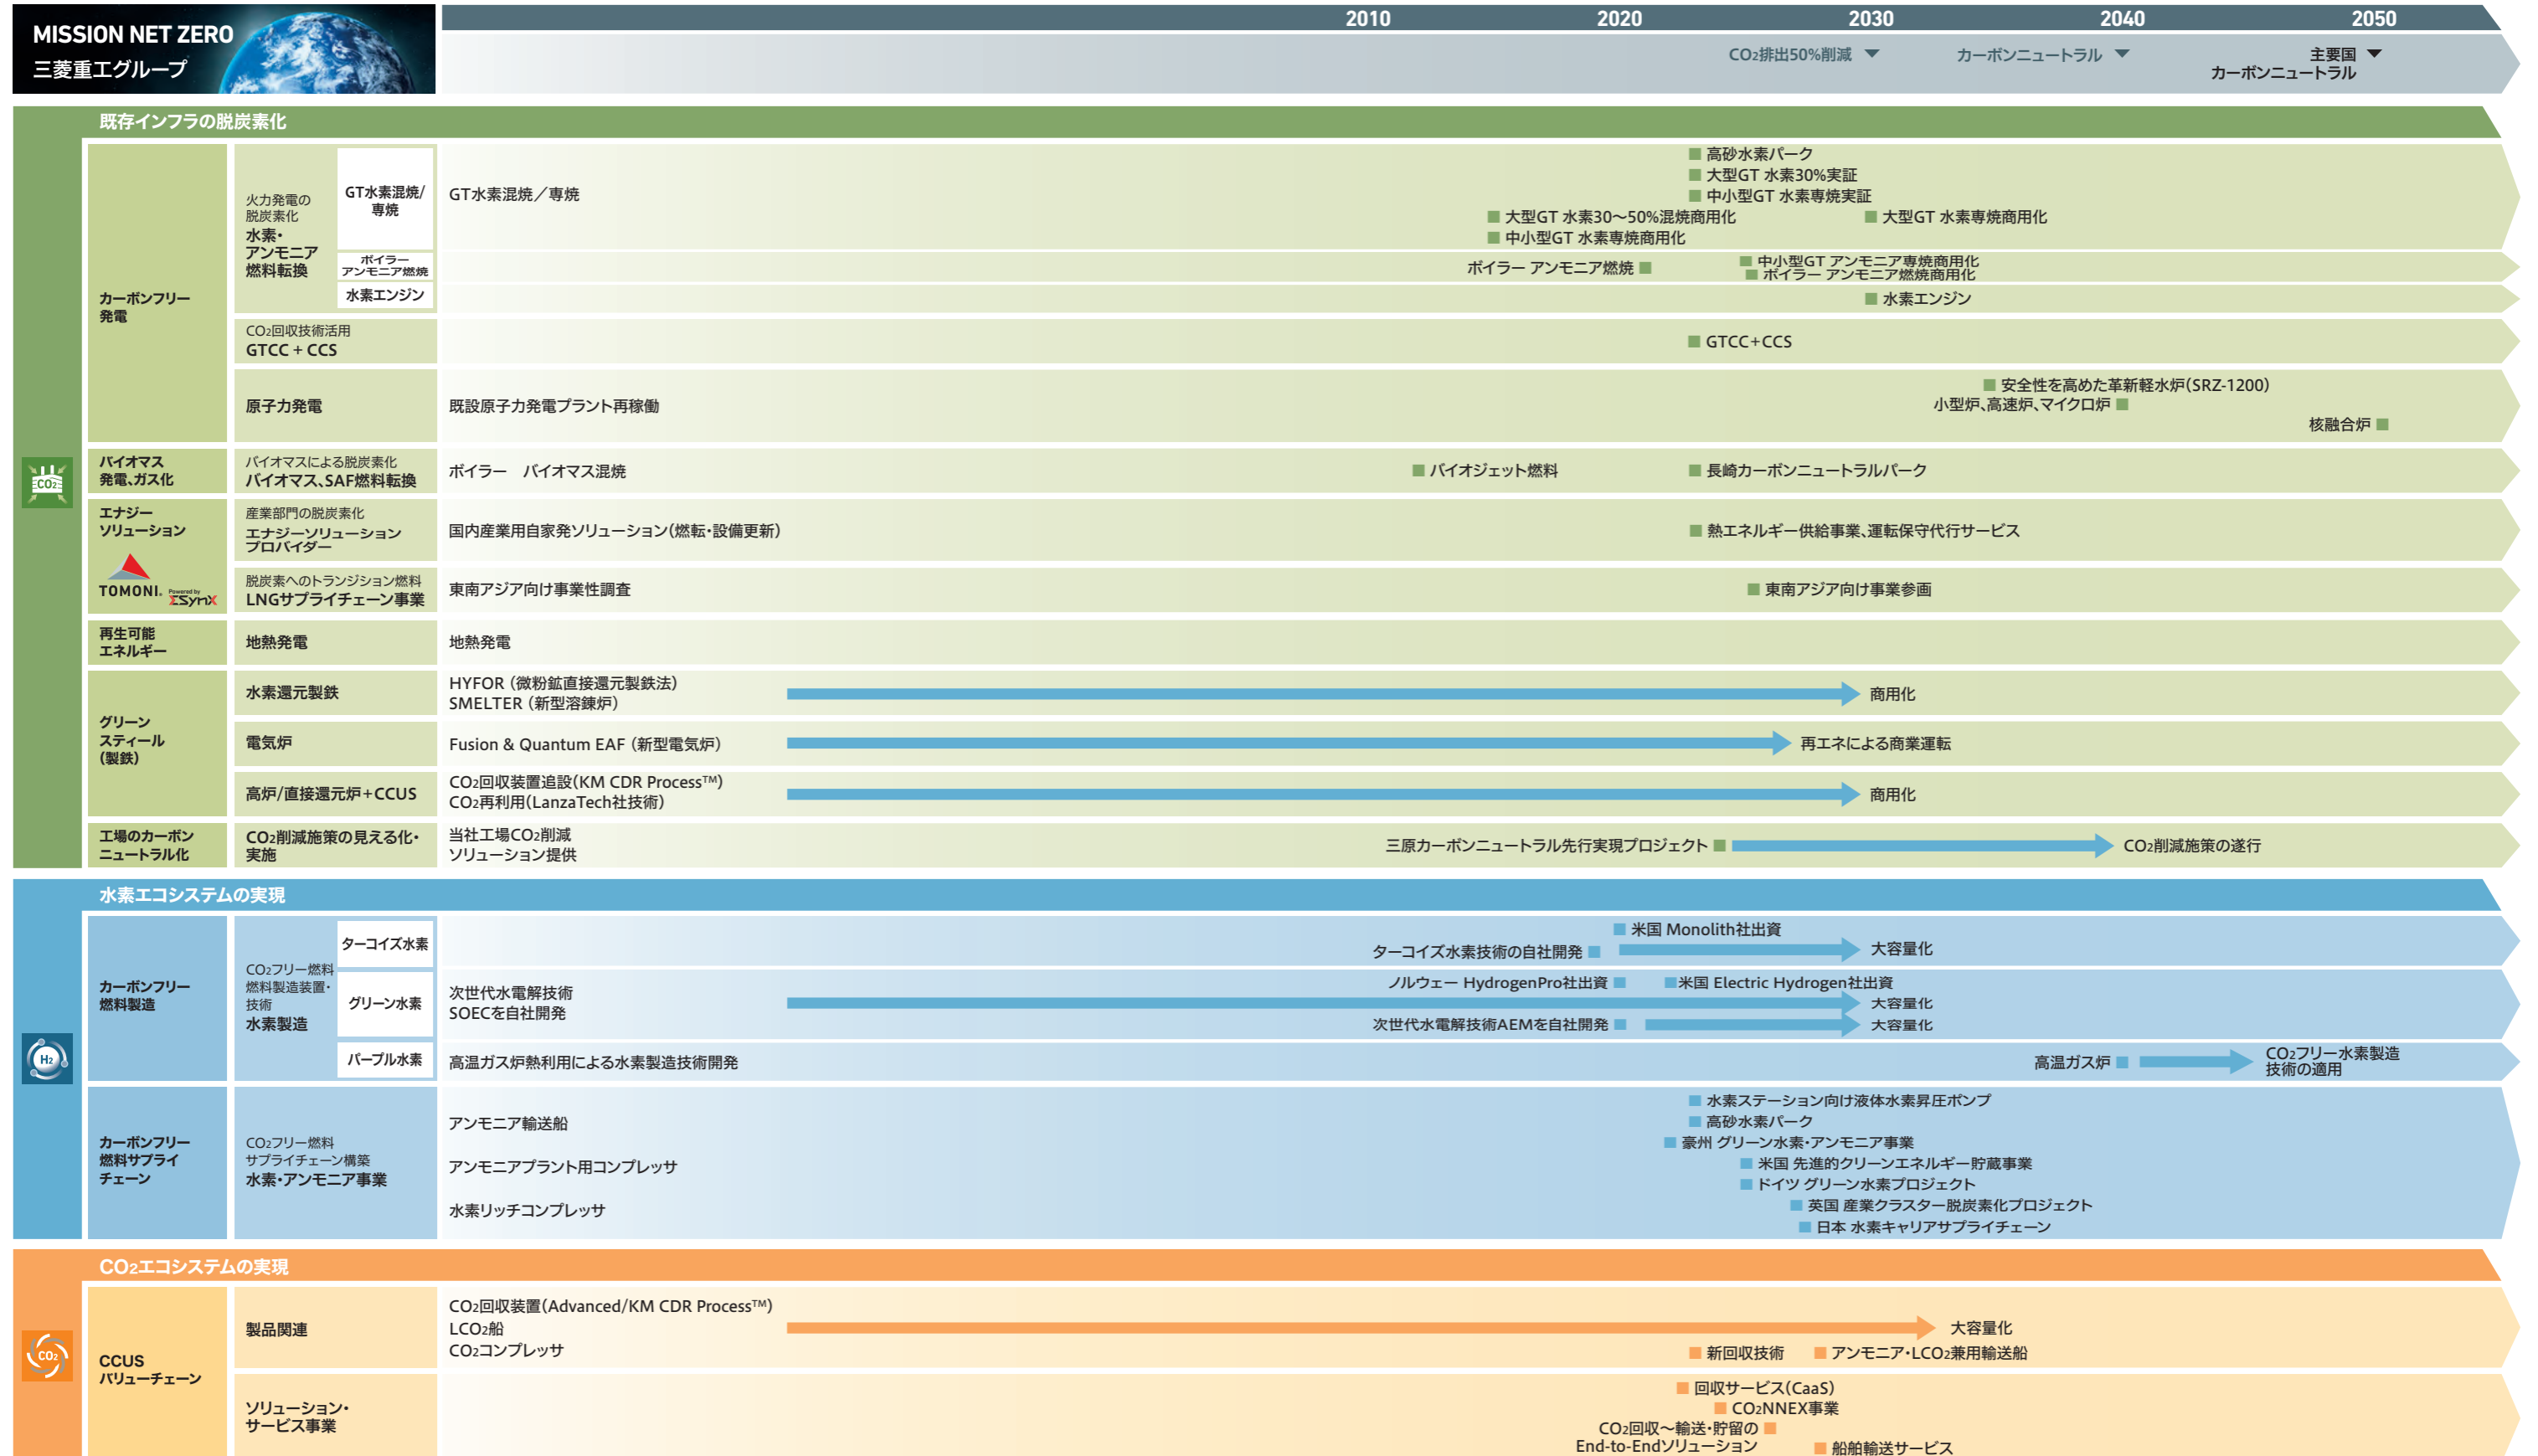 MISSION NET ZERO
三菱重工グループ
2010
2020
2030
2040
2050
CO2排出50%削減
カーボンニュートラル
主要国
カーボンニュートラル
既存インフラの脱炭素化
カーボンフリー
発電
火力発電の
脱炭素化
水素・
アンモニア
燃料転換
GT水素混焼/
専焼
GT水素混焼／専焼
高砂水素パーク
大型GT 水素30%実証
中小型GT 水素専焼実証
大型GT 水素30〜50%混焼商用化
大型GT 水素専焼商用化
中小型GT 水素専焼商用化
ボイラー
アンモニア燃焼
ボイラー アンモニア燃焼
中小型GT アンモニア専焼商用化
ボイラー アンモニア燃焼商用化
水素エンジン
水素エンジン
CO2回収技術活用
GTCC + CCS
GTCC+CCS
原子力発電
既設原子力発電プラント再稼働
安全性を高めた革新軽水炉(SRZ-1200)
小型炉、高速炉、マイクロ炉
核融合炉
CO2
バイオマス
発電、ガス化
バイオマスによる脱炭素化
バイオマス、SAF燃料転換
ボイラー　バイオマス混焼
バイオジェット燃料
長崎カーボンニュートラルパーク
エナジー
ソリューション
TOMONI®
Powered by
ΣSynX
産業部門の脱炭素化
エナジーソリューション
プロバイダー
国内産業用自家発ソリューション(燃転・設備更新)
熱エネルギー供給事業、運転保守代行サービス
脱炭素へのトランジション燃料
LNGサプライチェーン事業
東南アジア向け事業性調査
東南アジア向け事業参画
再生可能
エネルギー
地熱発電
地熱発電
グリーン
スティール
(製鉄)
水素還元製鉄
HYFOR (微粉鉱直接還元製鉄法)
SMELTER (新型溶錬炉)
商用化
電気炉
Fusion & Quantum EAF (新型電気炉)
再エネによる商業運転
高炉/直接還元炉+CCUS
CO2回収装置追設(KM CDR Process™)
CO2再利用(LanzaTech社技術)
商用化
工場のカーボン
ニュートラル化
CO2削減施策の見える化・
実施
当社工場CO2削減
ソリューション提供
三原カーボンニュートラル先行実現プロジェクト
CO2削減施策の遂行
水素エコシステムの実現
H2
カーボンフリー
燃料製造
CO2フリー燃料
燃料製造装置・
技術
水素製造
ターコイズ水素
米国 Monolith社出資
ターコイズ水素技術の自社開発
大容量化
グリーン水素
次世代水電解技術
SOECを自社開発
ノルウェー HydrogenPro社出資
米国 Electric Hydrogen社出資
大容量化
次世代水電解技術AEMを自社開発
大容量化
パープル水素
高温ガス炉熱利用による水素製造技術開発
高温ガス炉
CO2フリー水素製造
技術の適用
カーボンフリー
燃料サプライ
チェーン
CO2フリー燃料
サプライチェーン構築
水素・アンモニア事業
アンモニア輸送船
アンモニアプラント用コンプレッサ
水素リッチコンプレッサ
水素ステーション向け液体水素昇圧ポンプ
高砂水素パーク
豪州 グリーン水素・アンモニア事業
米国 先進的クリーンエネルギー貯蔵事業
ドイツ グリーン水素プロジェクト
英国 産業クラスター脱炭素化プロジェクト
日本 水素キャリアサプライチェーン
CO2エコシステムの実現
CO2
CCUS
バリューチェーン
製品関連
CO2回収装置(Advanced/KM CDR Process™)
LCO2船
CO2コンプレッサ
大容量化
新回収技術
アンモニア・LCO2兼用輸送船
ソリューション・
サービス事業
回収サービス(CaaS)
CO2NNEX事業
CO2回収〜輸送・貯留の
End-to-Endソリューション
船舶輸送サービス